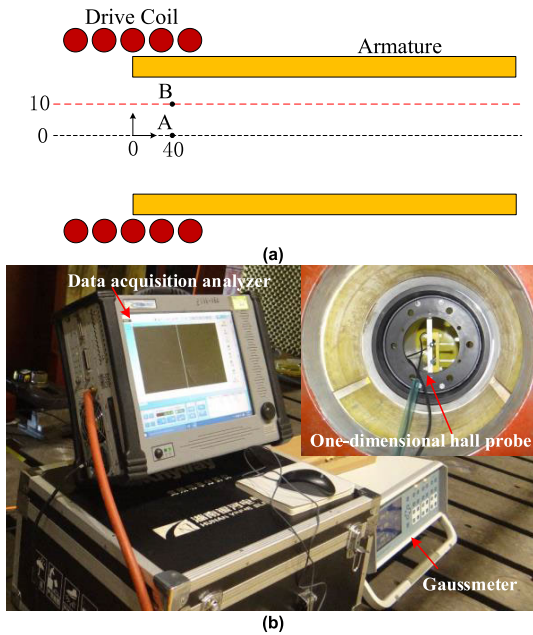 Drive Coil
Armature
10
B
A
0
0
40
(a)
Data acquisition analyzer
One-dimensional hall probe
Gaussmeter
(b)